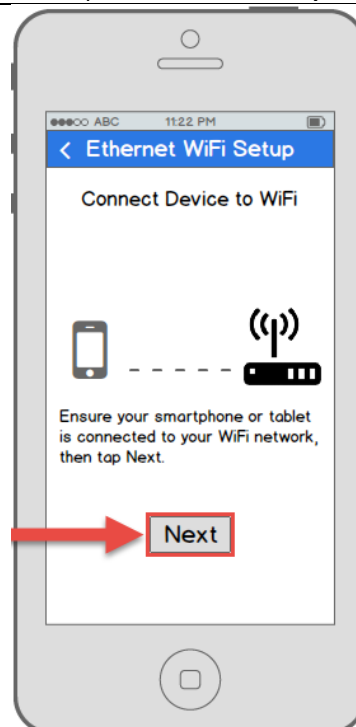 ABC 11:22 PM
< Ethernet WiFi Setup
Connect Device to WiFi
Ensure your smartphone or tablet
is connected to your WiFi network,
then tap Next.
Next